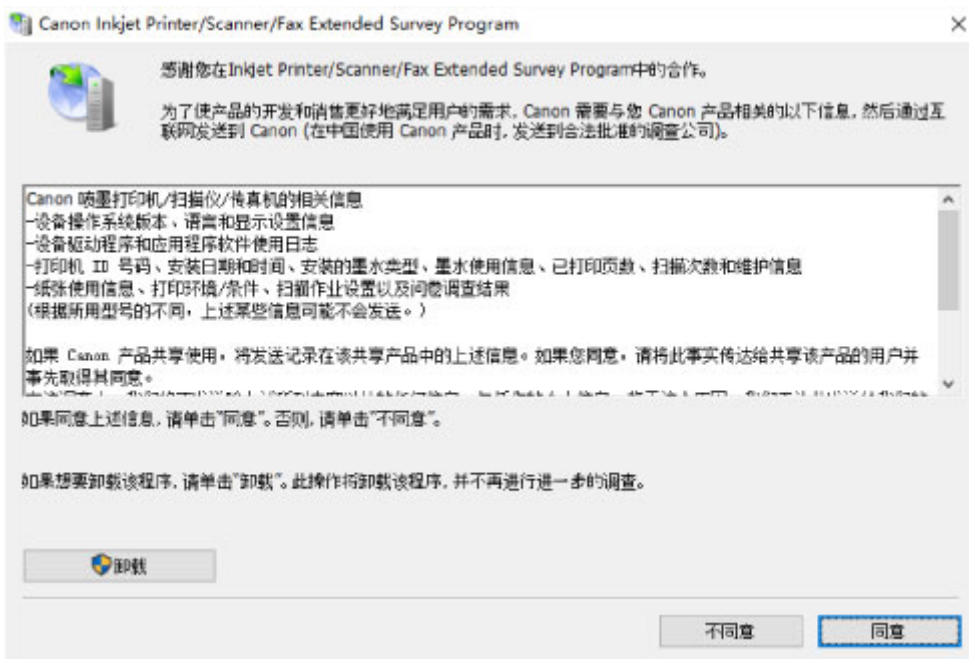 Canon Inkjet Printer/Scanner/Fax Extended Survey Program
感谢您在Inkjet Printer/Scanner/Fax Extended Survey Program中的合作。
为了使产品的开发和销售更好地满足用户的需求, Canon 需要与您 Canon 产品相关的以下信息, 然后通过互
联网发送到 Canon (在中国使用 Canon 产品时, 发送到合法批准的调查公司)。
Canon 喷墨打印机/扫描仪/传真机的相关信息
-设备操作系统版本、语言和显示设置信息
-设备驱动程序和应用程序软件使用日志
-打印机 ID 号码、安装日期和时间、安装的墨水类型、墨水使用信息、已打印页数、扫描次数和维护信息
-纸张使用信息、打印环境/条件、扫描作业设置以及问卷调查结果
(根据所用型号的不同，上述某些信息可能不会发送。)
如果 Canon 产品共享使用，将发送记录在该共享产品中的上述信息。如果您同意，请将此事实传达给共享该产品的用户并
事先取得其同意。
如果同意上述信息, 请单击"同意"。否则, 请单击"不同意"。
如果想要卸载该程序, 请单击"卸载"。此操作将卸载该程序, 并不再进行进一步的调查。
卸载
不同意
同意